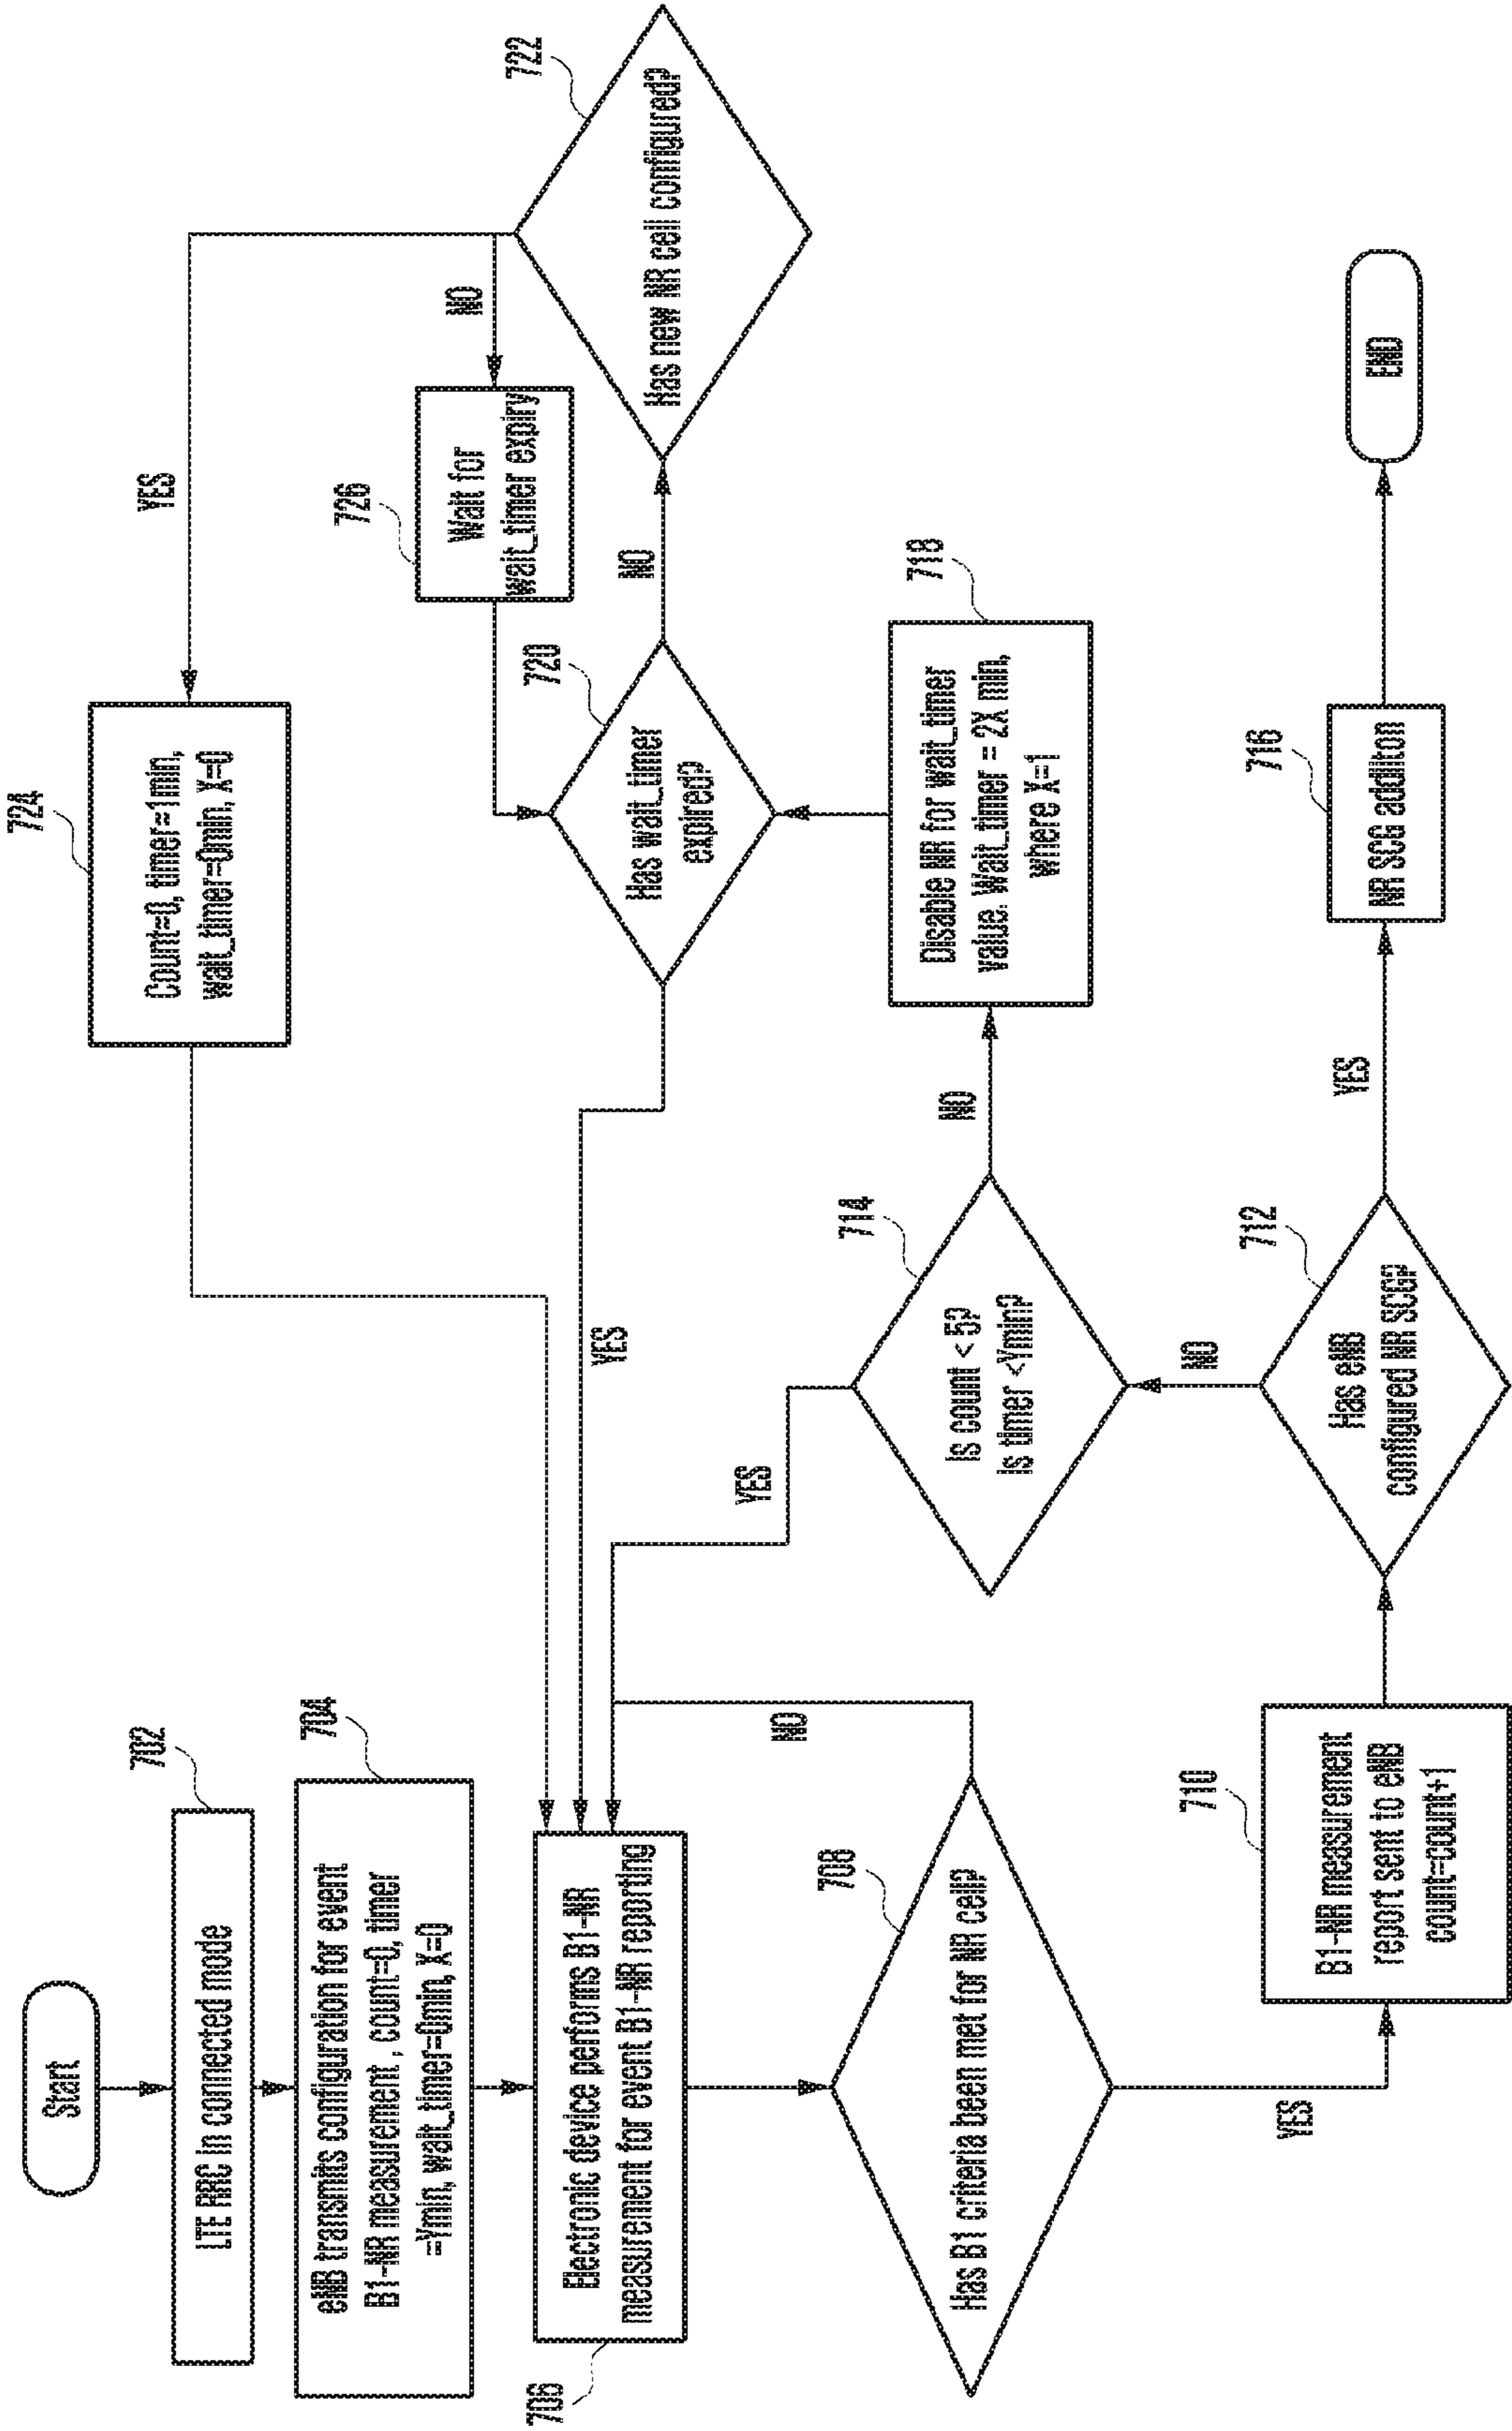 Start
702
LTE RRC in connected mode
704
eNB transmits configuration for event
B1-NR measurement , count=0, timer
=Ymin, wait_timer=0min, X=0
706
Electronic device performs B1-NR
measurement for event B1-NR reporting
708
Has B1 criteria been met for NR cell?
NO
YES
710
B1-NR measurement
report sent to eNB
count=count+1
712
Has eNB
configured NR SCG?
NO
YES
714
Is count < 5?
Is timer <Ymin?
YES
NO
716
NR SCG additon
END
718
Disable NR for wait_timer
value. Wait_timer = 2X min,
where X=1
720
Has wait_timer
expired?
YES
NO
722
Has new NR cell configured?
NO
YES
726
Wait for
wait_timer expiry
724
Count=0, timer=1min,
wait_timer=0min, X=0